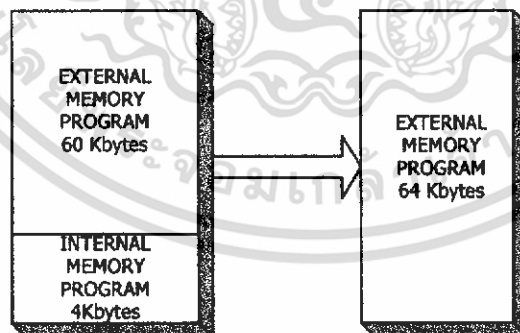 EXTERNAL
MEMORY
PROGRAM
60 Kbytes
INTERNAL
MEMORY
PROGRAM
4Kbytes
EXTERNAL
MEMORY
PROGRAM
64 Kbytes